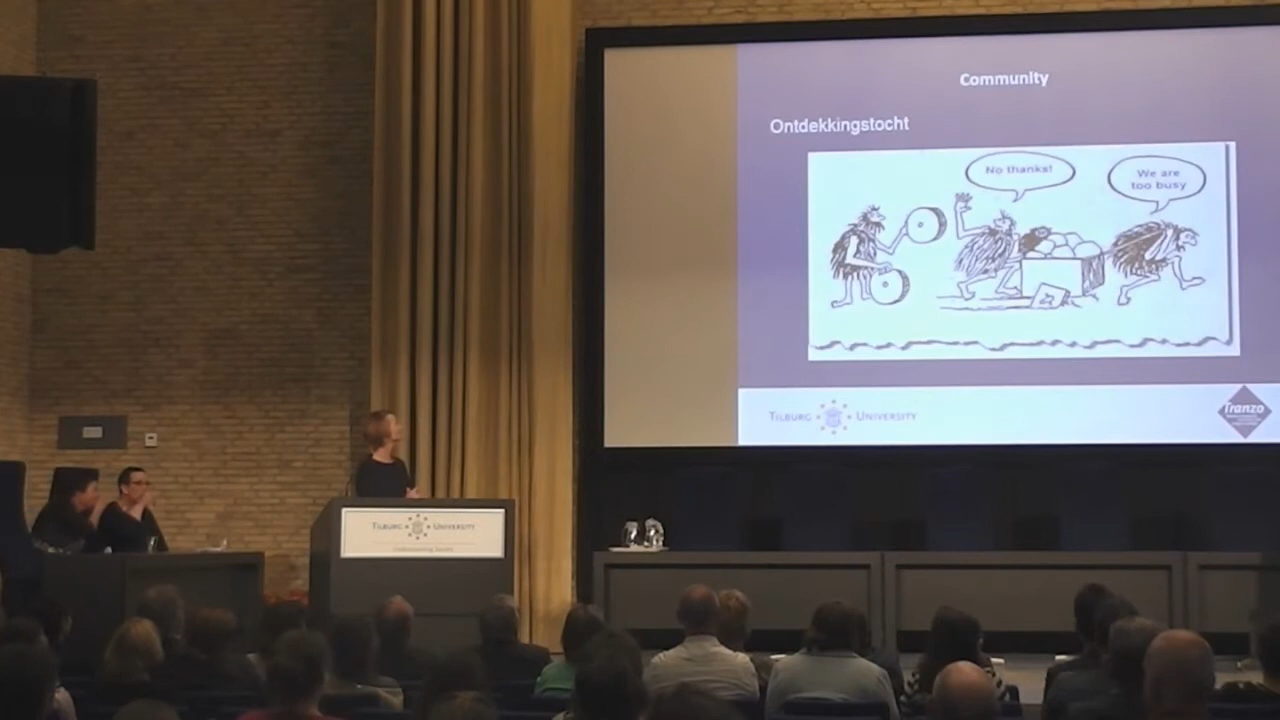 Community
Ontdekkingstocht
No thanks!
We are
too busy
TILBURG UNIVERSITY
Tranzo
TILBURG UNIVERSITY